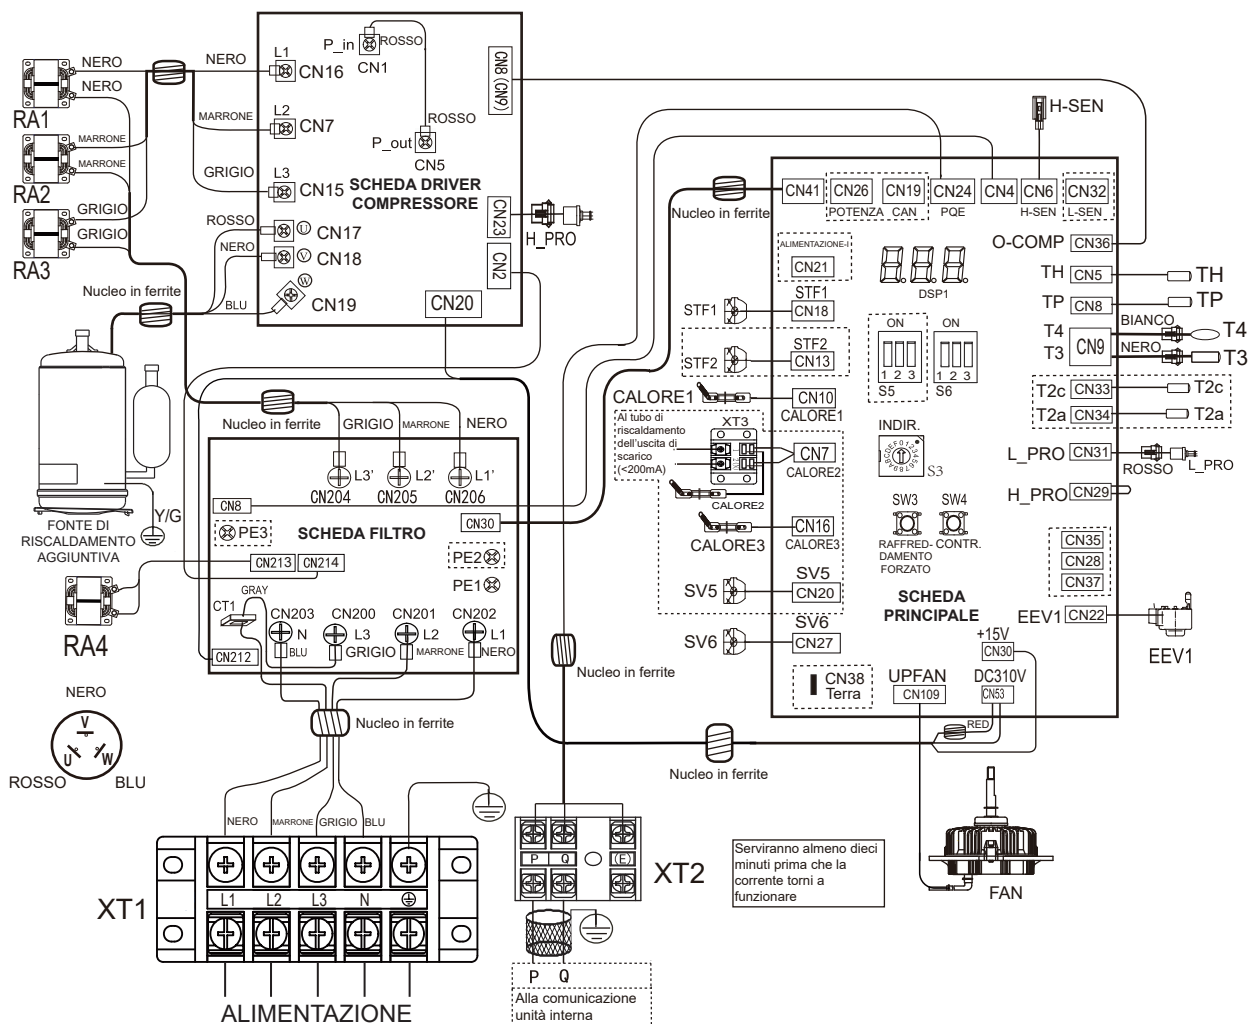 NERO
NERO
RA1
MARRONE
MARRONE
RA2
GRIGIO
GRIGIO
RA3
NERO
L1
CN16
P_in
ROSSO
CN1
CN8 (CN9)
MARRONE
L2
CN7
ROSSO
P_out
CN5
GRIGIO
L3
CN15
SCHEDA DRIVER
COMPRESSORE
ROSSO
U
CN17
NERO
V
CN18
W
CN19
BLU
CN23
H_PRO
CN2
CN20
Nucleo in ferrite
Nucleo in ferrite
H-SEN
CN41
CN26
CN19
CN24
CN4
CN6
CN32
POTENZA
CAN
PQE
H-SEN
L-SEN
O-COMP
CN36
ALIMENTAZIONE-I
CN21
DSP1
TH
CN5
TH
TP
CN8
TP
STF1
STF1
CN18
BIANCO
T4
T4
CN9
NERO
T3
T3
STF2
STF2
CN13
ON
1 2 3
S5
ON
1 2 3
S6
T2c
CN33
T2c
T2a
CN34
T2a
CALORE1
CN10
CALORE1
Al tubo di
riscaldamento
dell'uscita di
scarico
(<200mA)
XT3
CN7
CALORE2
CALORE2
INDIR.
S3
L_PRO
CN31
ROSSO
L_PRO
H_PRO
CN29
CALORE3
CN16
CALORE3
SW3
SW4
RAFFRED-
DAMENTO
FORZATO
CONTR.
CN35
CN28
CN37
SV5
SV5
CN20
SCHEDA
PRINCIPALE
EEV1
CN22
EEV1
SV6
SV6
CN27
+15V
CN30
CN38
Terra
UPFAN
CN109
DC310V
CN53
RED
Nucleo in ferrite
GRIGIO
MARRONE
NERO
L3'
L2'
L1'
CN204
CN205
CN206
CN8
CN30
PE3
SCHEDA FILTRO
FONTE DI
RISCALDAMENTO
AGGIUNTIVA
Y/G
CN213
CN214
PE2
PE1
RA4
CT1
GRAY
CN203
CN200
CN201
CN202
N
L3
L2
L1
BLU
GRIGIO
MARRONE
NERO
CN212
Nucleo in ferrite
Nucleo in ferrite
Nucleo in ferrite
NERO
V
U
W
ROSSO
BLU
NERO
MARRONE
GRIGIO
BLU
XT1
L1
L2
L3
N
ALIMENTAZIONE
P
Q
(E)
XT2
P
Q
Alla comunicazione
unità interna
Serviranno almeno dieci
minuti prima che la
corrente torni a
funzionare
FAN